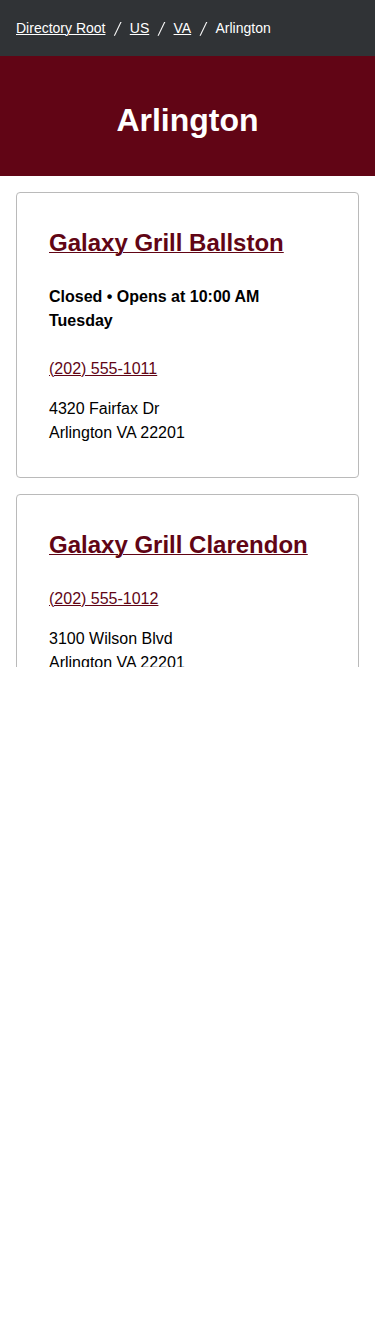 Directory Root / US / VA / Arlington
Arlington
Galaxy Grill Ballston
Closed • Opens at 10:00 AM
Tuesday
(202) 555-1011
4320 Fairfax Dr
Arlington VA 22201
Galaxy Grill Clarendon
(202) 555-1012
3100 Wilson Blvd
Arlington VA 22201